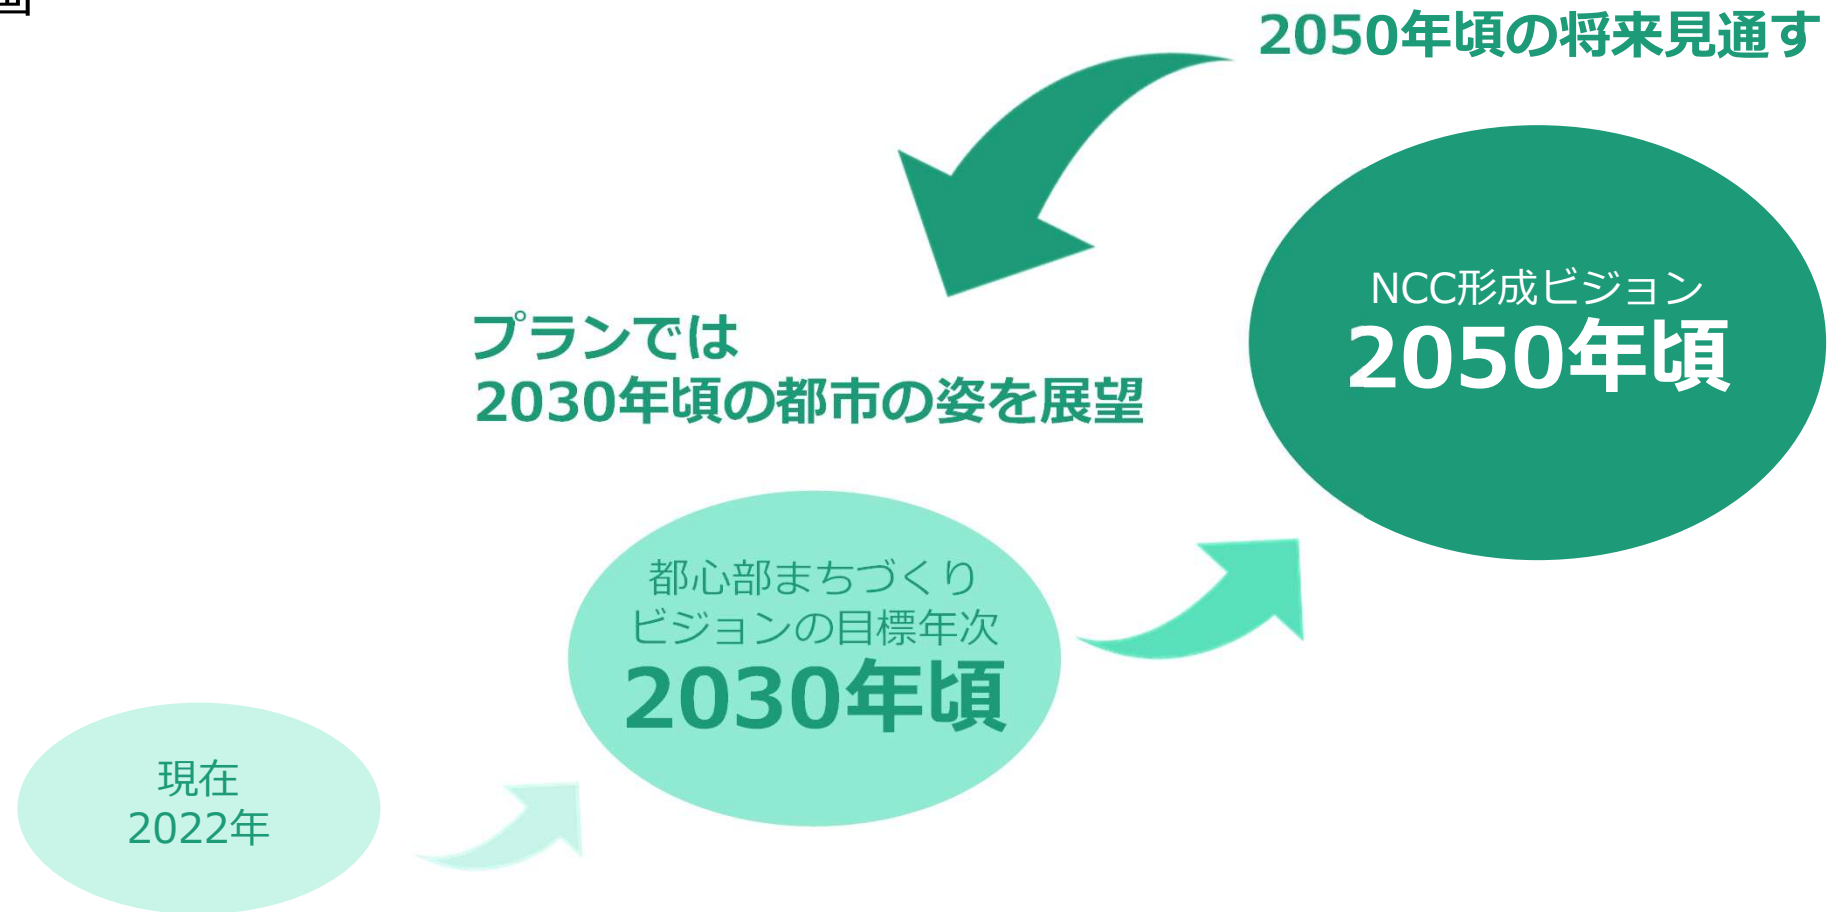 2050年頃の将来見通す
NCC形成ビジョン
2050年頃
プランでは
2030年頃の都市の姿を展望
都心部まちづくり
ビジョンの目標年次
2030年頃
現在
2022年